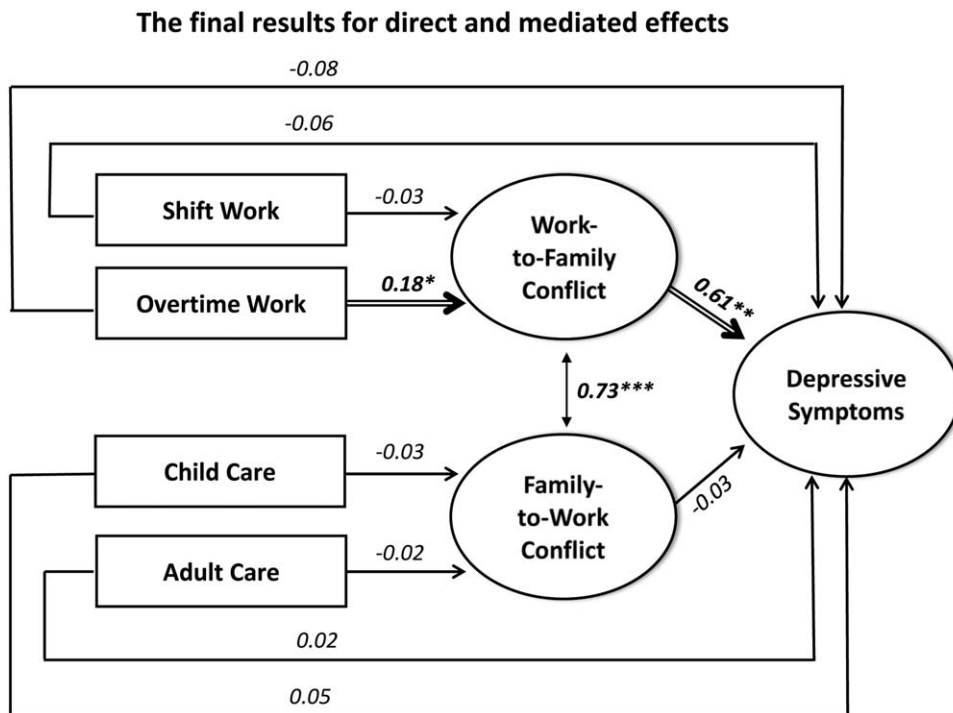 The final results for direct and mediated effects
-0.08
-0.06
Shift Work
-0.03
Work-
to-Family
Conflict
Overtime Work
0.18*
0.61**
Depressive
Symptoms
0.73***
Child Care
-0.03
Family-
to-Work
Conflict
-0.03
Adult Care
-0.02
0.02
0.05